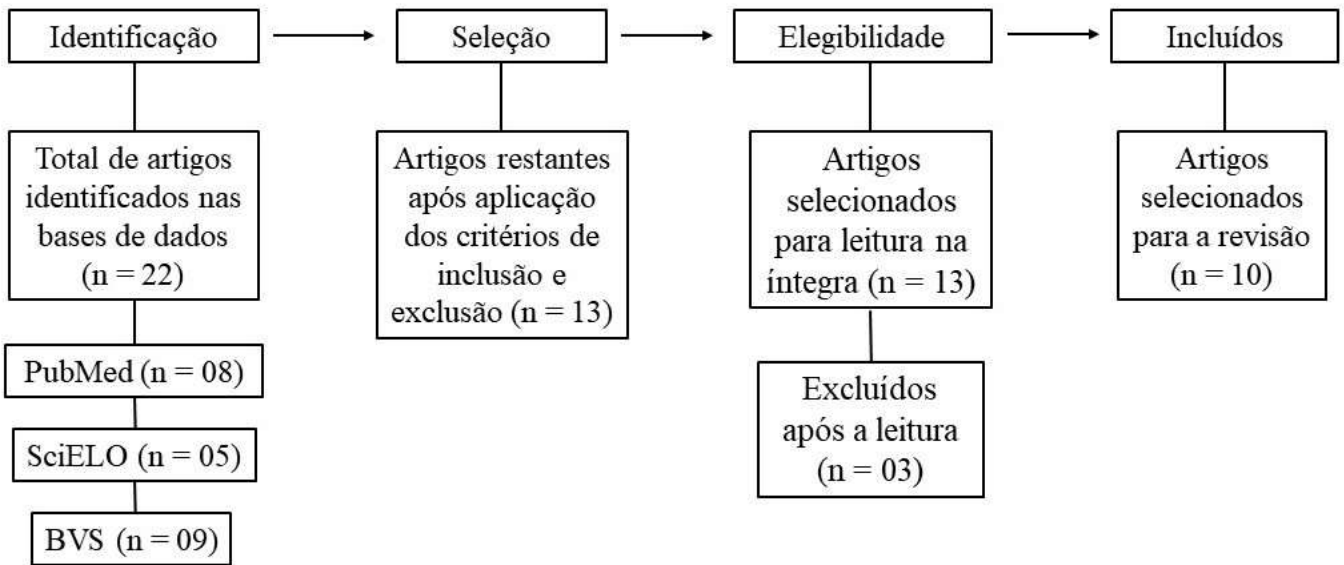 Identificação
Seleção
Elegibilidade
Incluídos
Total de artigos
identificados nas
bases de dados
(n = 22)
PubMed (n = 08)
SciELO (n = 05)
BVS (n = 09)
Artigos restantes
após aplicação
dos critérios de
inclusão e
exclusão (n = 13)
Artigos
selecionados
para leitura na
íntegra (n = 13)
Excluídos
após a leitura
(n = 03)
Artigos
selecionados
para a revisão
(n = 10)